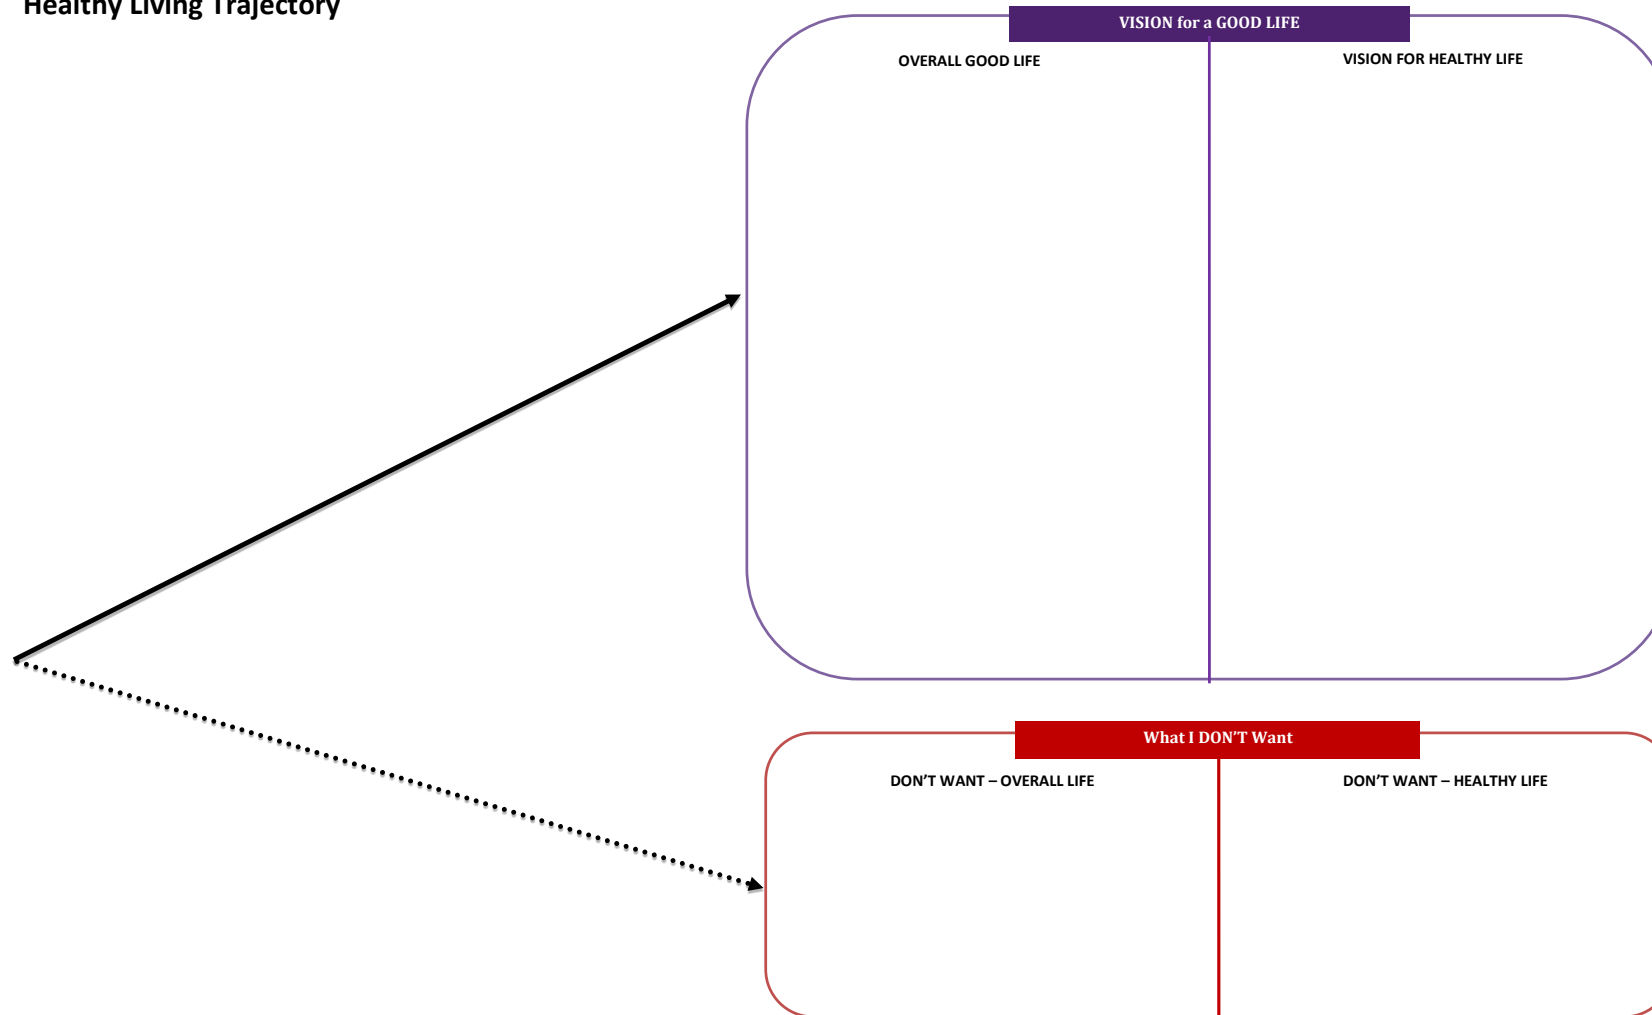 Healthy Living Trajectory
VISION for a GOOD LIFE
OVERALL GOOD LIFE
VISION FOR HEALTHY LIFE
What I DON'T Want
DON'T WANT – OVERALL LIFE
DON'T WANT – HEALTHY LIFE